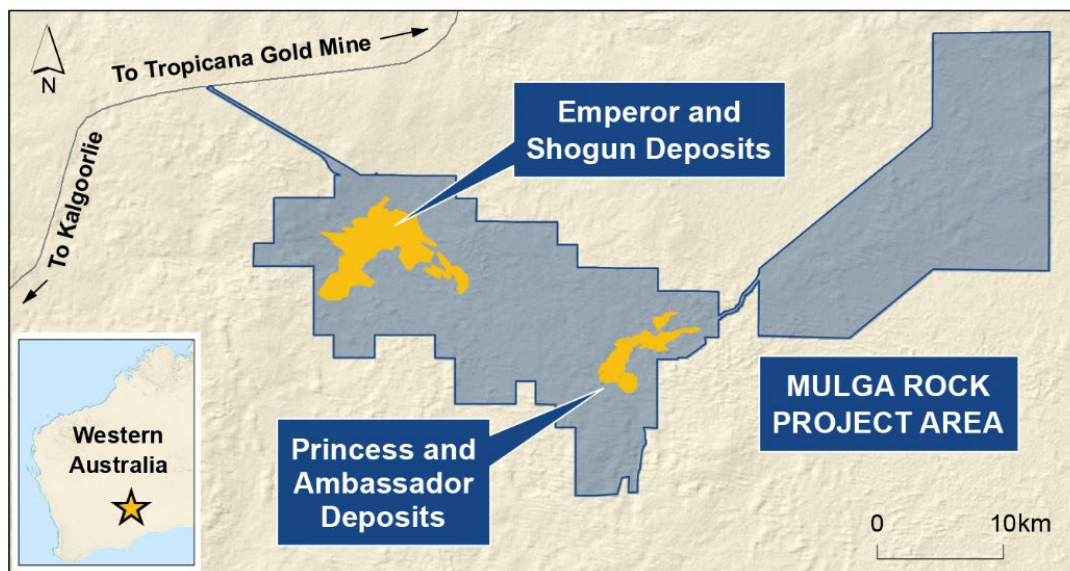 To Tropicana Gold Mine
N
To Kalgoorlie
Emperor and
Shogun Deposits
Princess and
Ambassador
Deposits
MULGA ROCK
PROJECT AREA
Western
Australia
0 10km